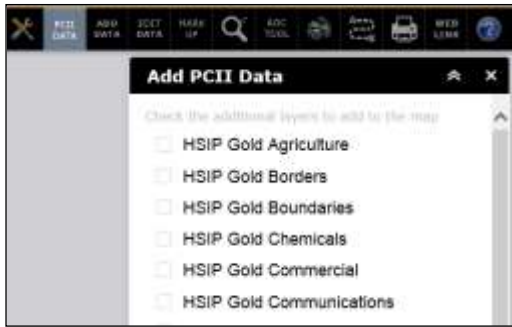 PCII DATA ADD DATA EDIT DATA MARK UP AOC TOOL WEB LINK
Add PCII Data
Check the additional layers to add to the map
HSIP Gold Agriculture
HSIP Gold Borders
HSIP Gold Boundaries
HSIP Gold Chemicals
HSIP Gold Commercial
HSIP Gold Communications